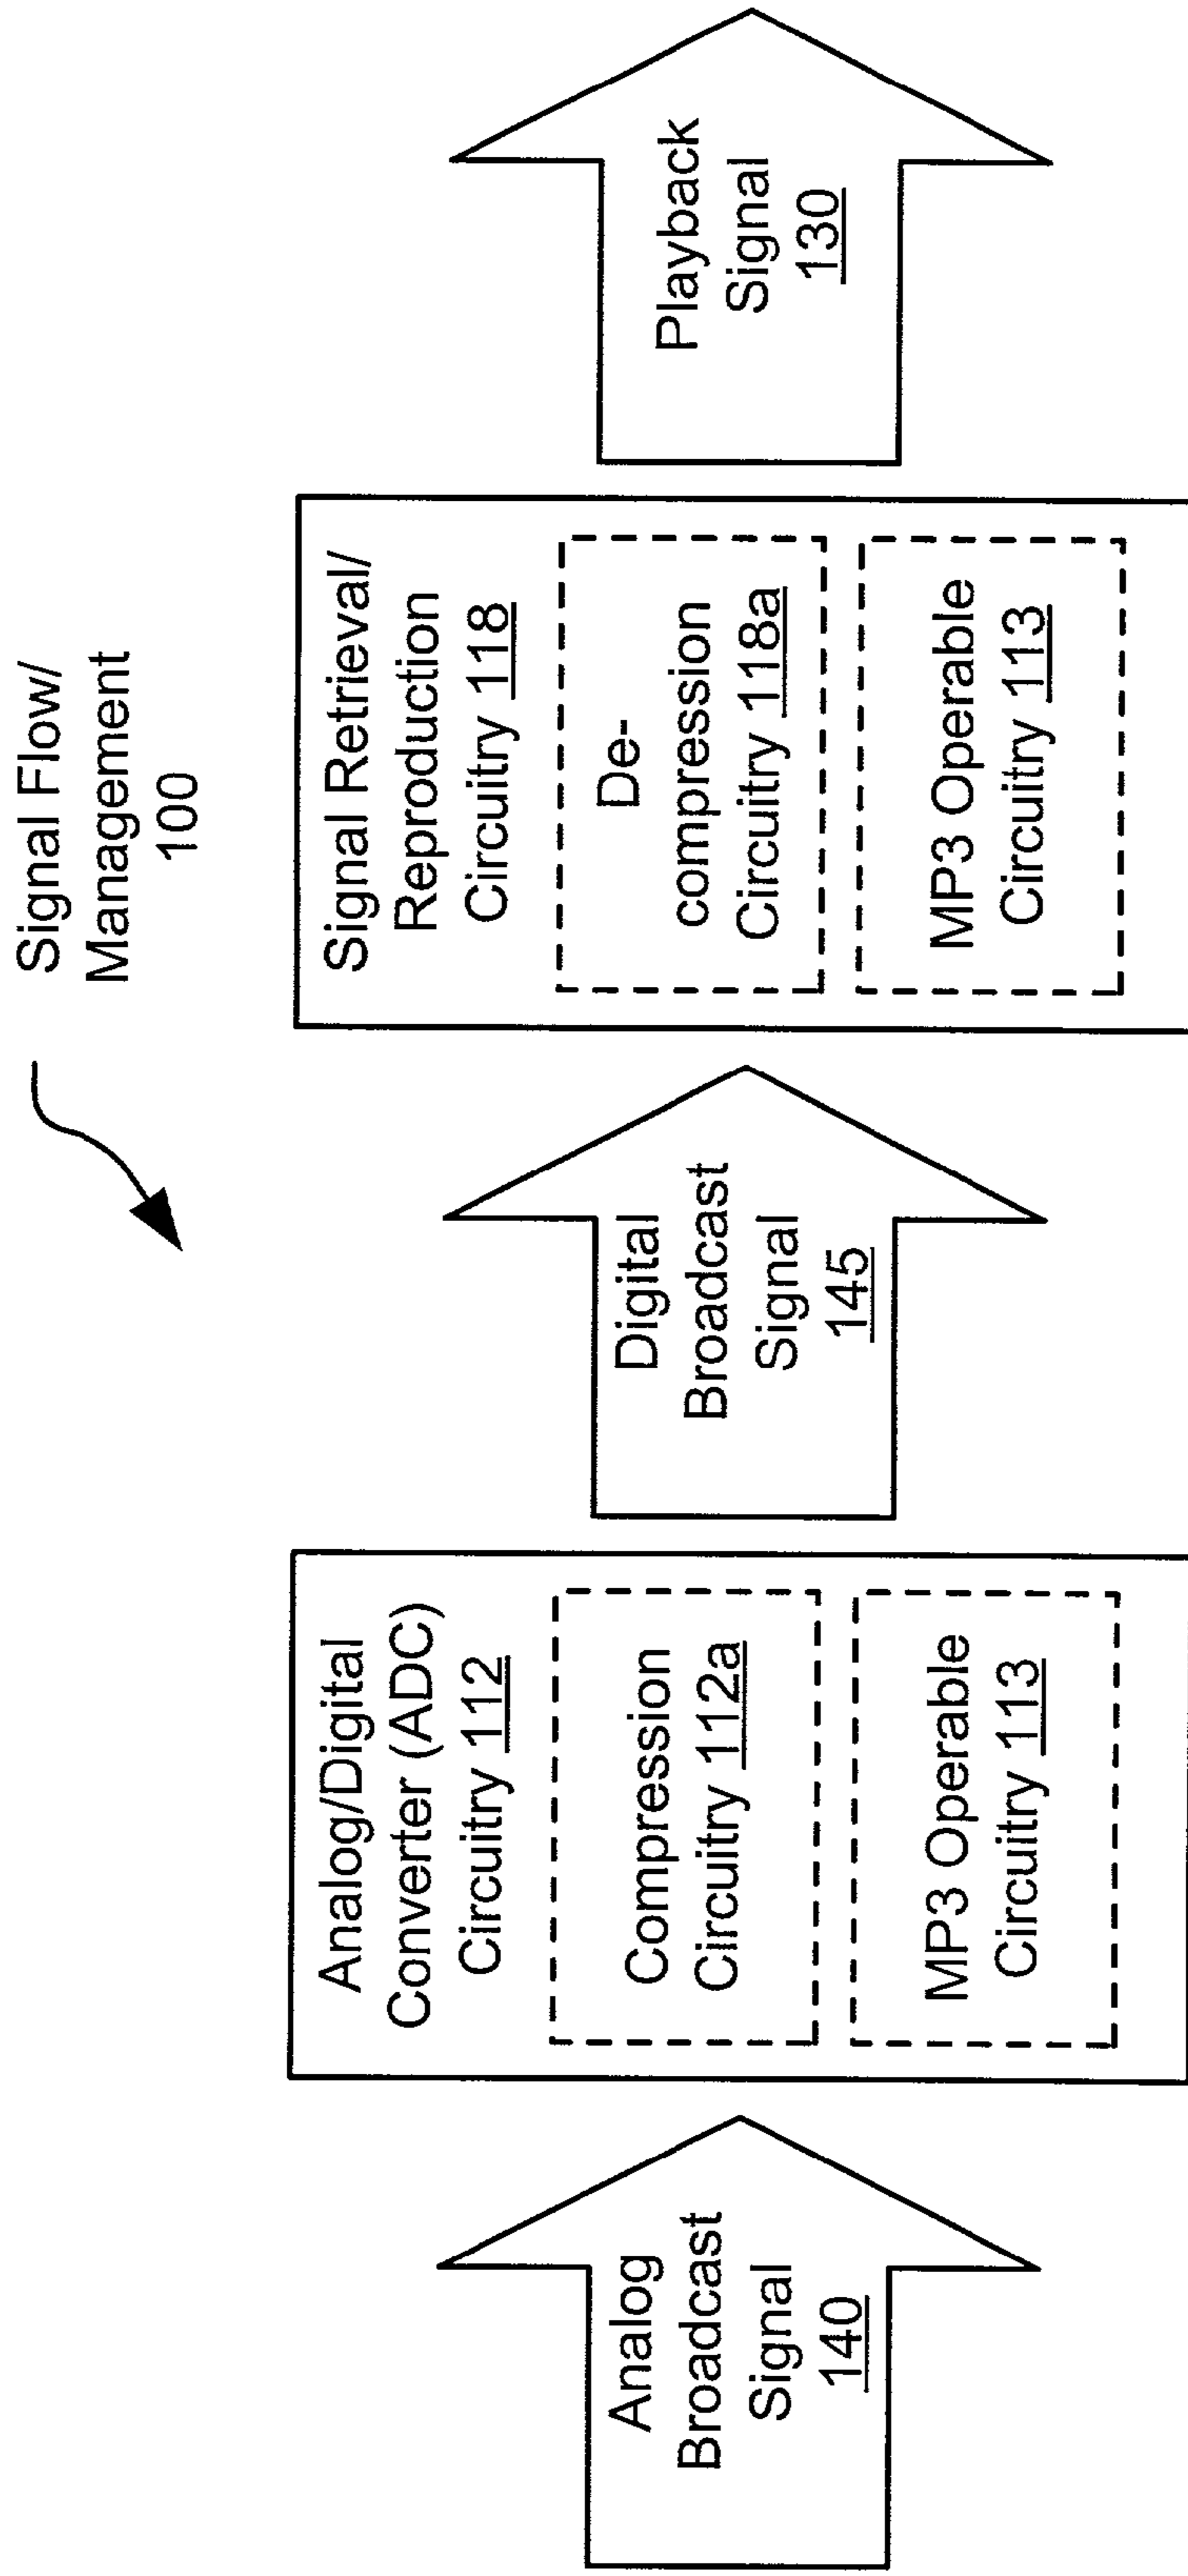 Signal Flow/
Management
100
Analog
Broadcast
Signal
140
Analog/Digital
Converter (ADC)
Circuitry 112
Compression
Circuitry 112a
MP3 Operable
Circuitry 113
Digital
Broadcast
Signal
145
Signal Retrieval/
Reproduction
Circuitry 118
De-
compression
Circuitry 118a
MP3 Operable
Circuitry 113
Playback
Signal
130